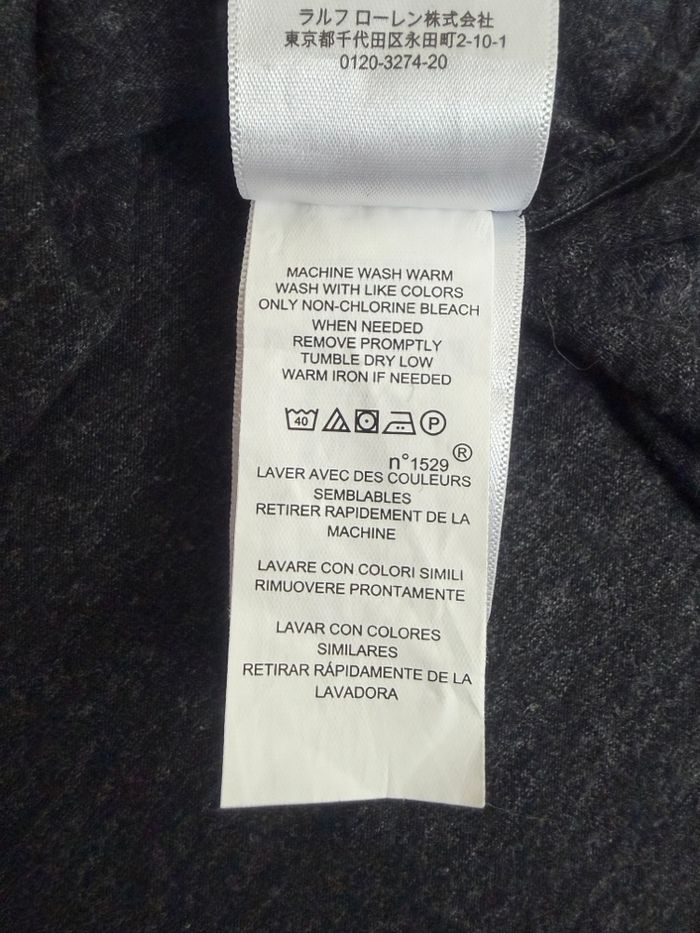 ラルフ ローレン株式会社
東京都千代田区永田町2-10-1
0120-3274-20
MACHINE WASH WARM
WASH WITH LIKE COLORS
ONLY NON-CHLORINE BLEACH
WHEN NEEDED
REMOVE PROMPTLY
TUMBLE DRY LOW
WARM IRON IF NEEDED
40 P
n°1529 ®
LAVER AVEC DES COULEURS
SEMBLABLES
RETIRER RAPIDEMENT DE LA
MACHINE
LAVARE CON COLORI SIMILI
RIMUOVERE PRONTAMENTE
LAVAR CON COLORES
SIMILARES
RETIRAR RÁPIDAMENTE DE LA
LAVADORA